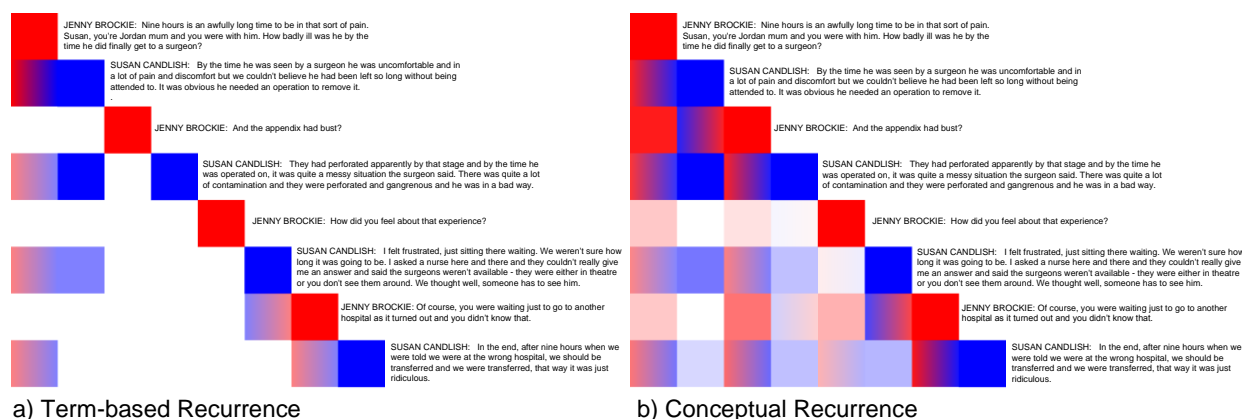 JENNY BROCKIE: Nine hours is an awfully long time to be in that sort of pain.
Susan, you're Jordan mum and you were with him. How badly ill was he by the
time he did finally get to a surgeon?
SUSAN CANDLISH: By the time he was seen by a surgeon he was uncomfortable and in
a lot of pain and discomfort but we couldn't believe he had been left so long without being
attended to. It was obvious he needed an operation to remove it.
.
JENNY BROCKIE: And the appendix had bust?
SUSAN CANDLISH: They had perforated apparently by that stage and by the time he
was operated on, it was quite a messy situation the surgeon said. There was quite a lot
of contamination and they were perforated and gangrenous and he was in a bad way.
JENNY BROCKIE: How did you feel about that experience?
SUSAN CANDLISH: I felt frustrated, just sitting there waiting. We weren't sure how
long it was going to be. I asked a nurse here and there and they couldn't really give
me an answer and said the surgeons weren't available - they were either in theatre
or you don't see them around. We thought well, someone has to see him.
JENNY BROCKIE: Of course, you were waiting just to go to another
hospital as it turned out and you didn't know that.
SUSAN CANDLISH: In the end, after nine hours when we
were told we were at the wrong hospital, we should be
transferred and we were transferred, that way it was just
ridiculous.
a) Term-based Recurrence
JENNY BROCKIE: Nine hours is an awfully long time to be in that sort of pain.
Susan, you're Jordan mum and you were with him. How badly ill was he by the
time he did finally get to a surgeon?
SUSAN CANDLISH: By the time he was seen by a surgeon he was uncomfortable and in
a lot of pain and discomfort but we couldn't believe he had been left so long without being
attended to. It was obvious he needed an operation to remove it.
JENNY BROCKIE: And the appendix had bust?
SUSAN CANDLISH: They had perforated apparently by that stage and by the time he
was operated on, it was quite a messy situation the surgeon said. There was quite a lot
of contamination and they were perforated and gangrenous and he was in a bad way.
JENNY BROCKIE: How did you feel about that experience?
SUSAN CANDLISH: I felt frustrated, just sitting there waiting. We weren't sure how
long it was going to be. I asked a nurse here and there and they couldn't really give
me an answer and said the surgeons weren't available - they were either in theatre
or you don't see them around. We thought well, someone has to see him.
JENNY BROCKIE: Of course, you were waiting just to go to another
hospital as it turned out and you didn't know that.
SUSAN CANDLISH: In the end, after nine hours when we
were told we were at the wrong hospital, we should be
transferred and we were transferred, that way it was just
ridiculous.
b) Conceptual Recurrence